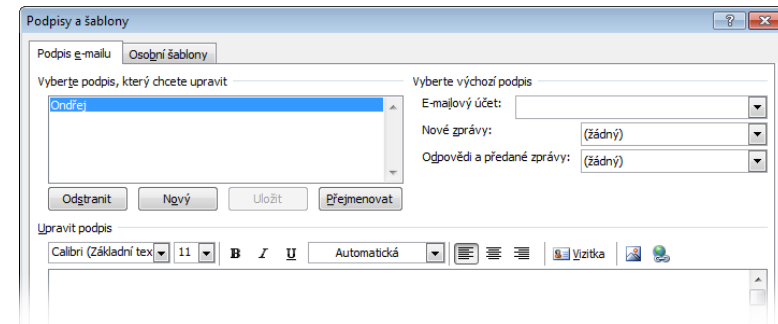 Podpisy a šablony
Podpis e-mailu Osobní šablony
Vyberte podpis, který chcete upravit
Vyberte výchozí podpis
Ondřej
E-mailový účet:
Nové zprávy: (žádný)
Odpovědi a předané zprávy: (žádný)
Odstranit Nový Uložit Přejmenovat
Upravit podpis
Calibri (Základní tex 11 B I U Automatická Vizitka